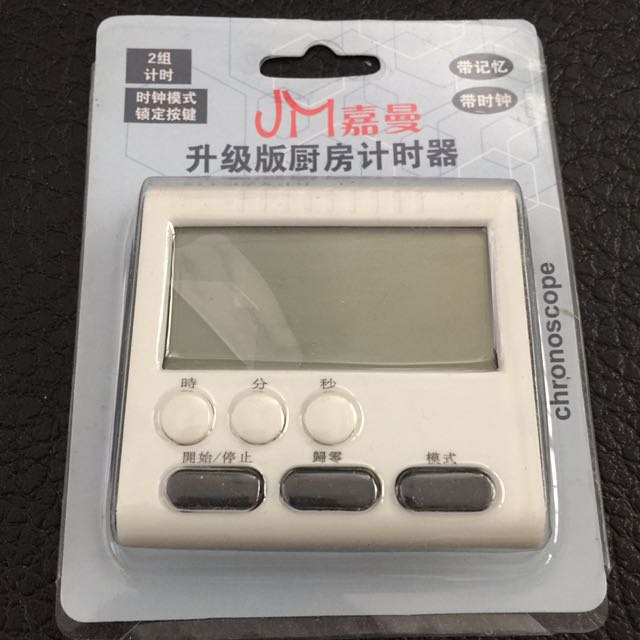 2组
计时
时钟模式
锁定按键
JM嘉曼
升级版厨房计时器
带记忆
带时钟
時 分 秒
開始/停止 歸零 模式
chronoscope